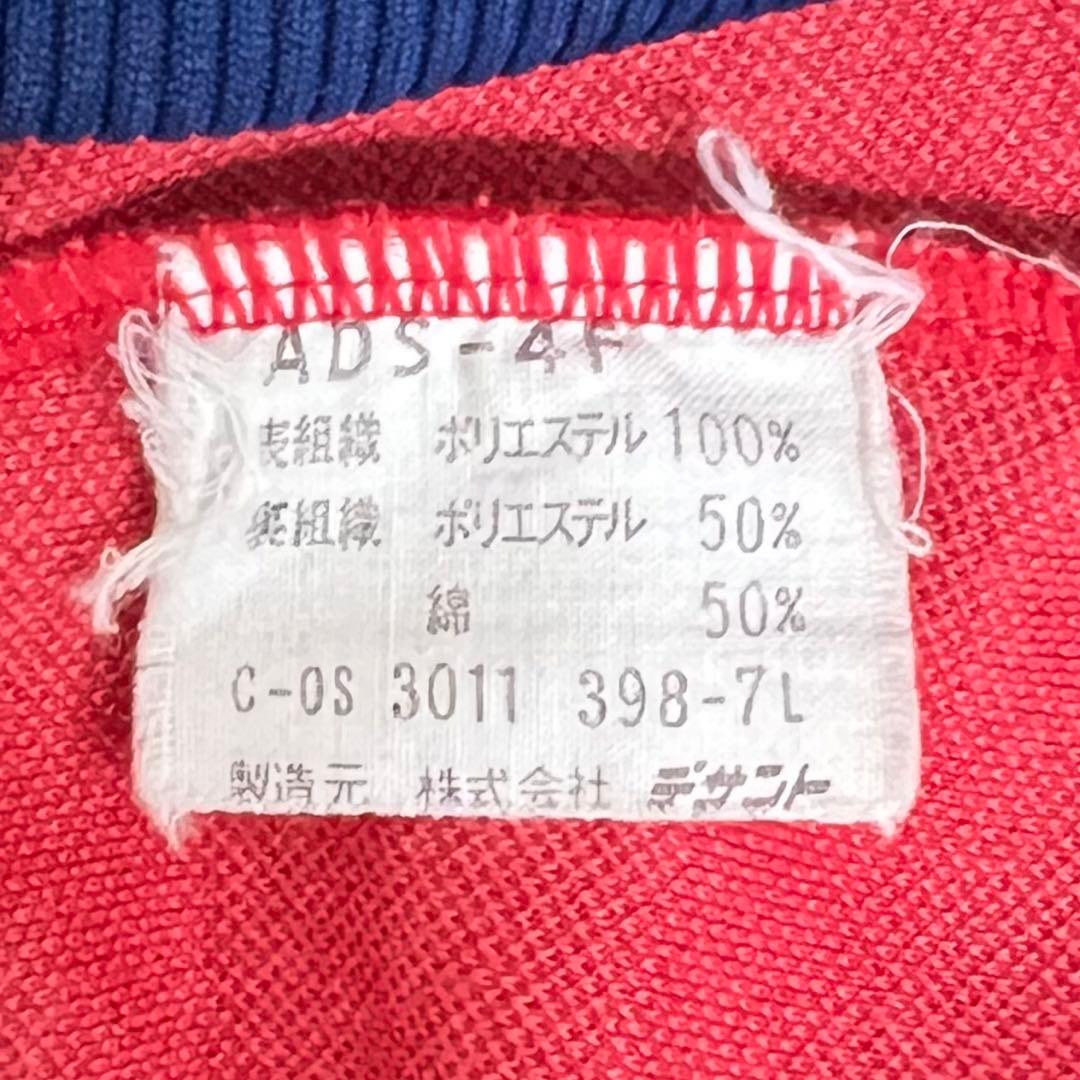 ADS-4F
表組織 ポリエステル 100%
裏組織 ポリエステル 50%
綿 50%
C-OS 3011 398-7L
製造元 株式会社 デサント